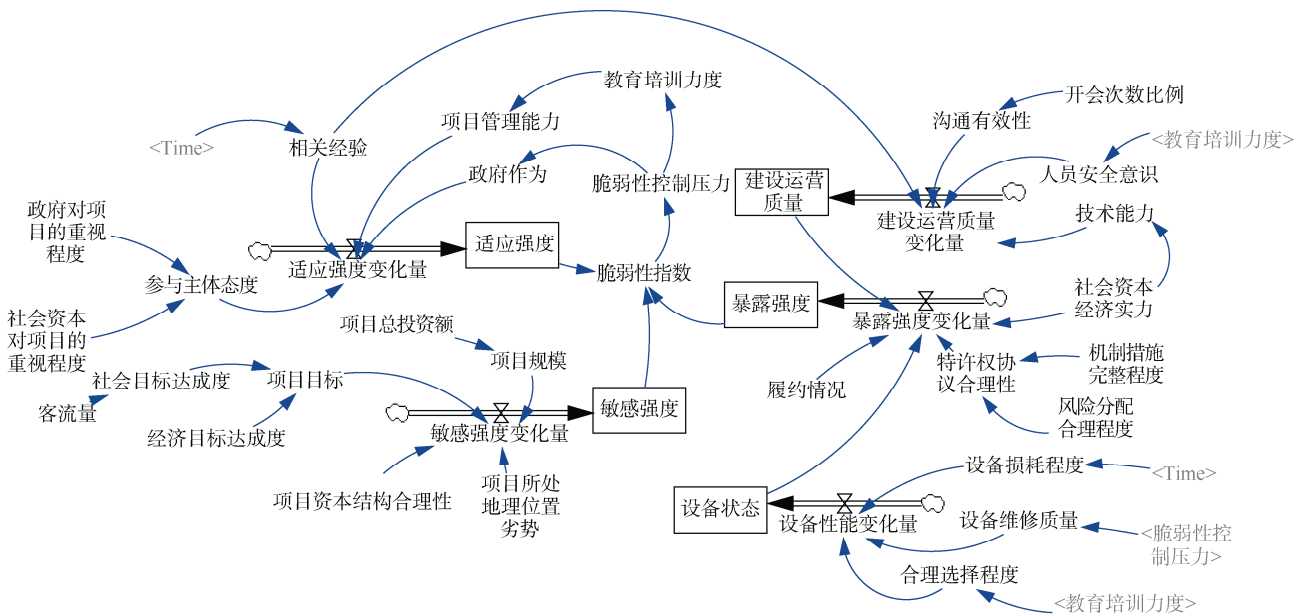 教育培训力度
开会次数比例
项目管理能力
沟通有效性
<Time>
相关经验
<教育培训力度>
政府作为
脆弱性控制压力
建设运营
质量
人员安全意识
政府对项
目的重视
程度
建设运营质量
变化量
技术能力
适应强度
适应强度变化量
脆弱性指数
参与主体态度
社会资本
经济实力
暴露强度
暴露强度变化量
社会资本
对项目的
重视程度
项目总投资额
项目规模
特许权协
议合理性
机制措施
完整程度
社会目标达成度
项目目标
履约情况
客流量
敏感强度
风险分配
合理程度
经济目标达成度
敏感强度变化量
设备损耗程度
<Time>
项目资本结构合理性
项目所处
地理位置
劣势
设备状态
设备性能变化量
设备维修质量
<脆弱性控
制压力>
合理选择程度
<教育培训力度>